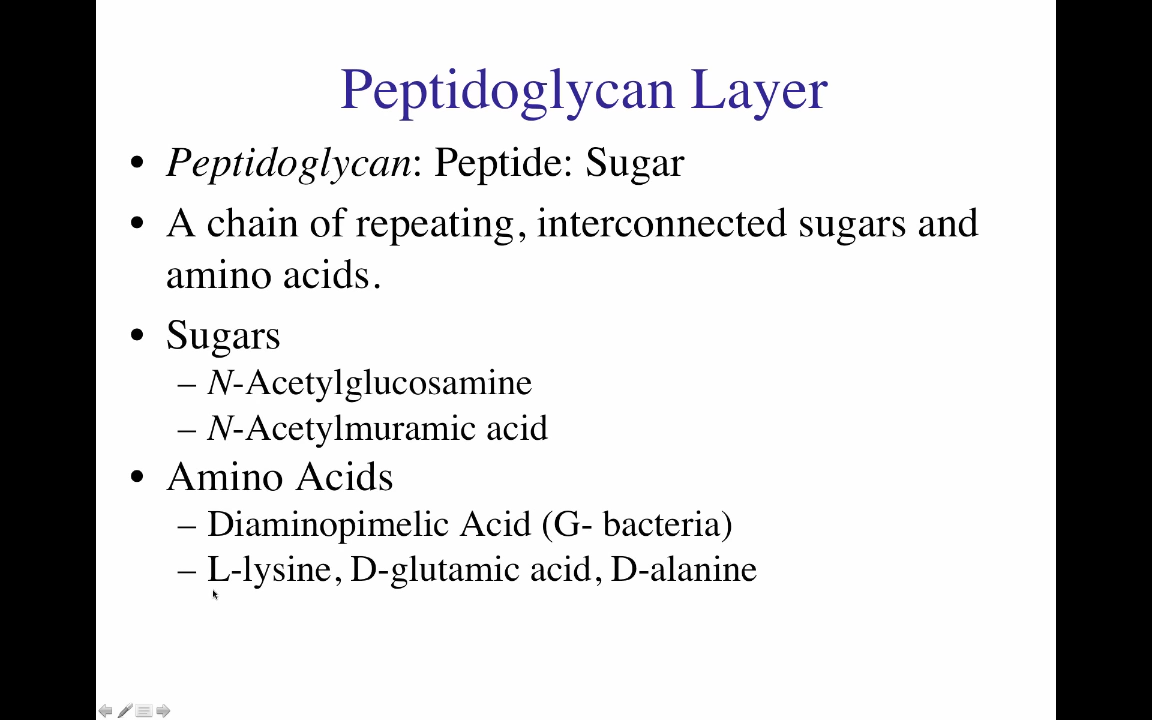 Peptidoglycan Layer
• Peptidoglycan: Peptide: Sugar
• A chain of repeating, interconnected sugars and
amino acids.
• Sugars
– N-Acetylglucosamine
– N-Acetylmuramic acid
• Amino Acids
– Diaminopimelic Acid (G- bacteria)
– L-lysine, D-glutamic acid, D-alanine